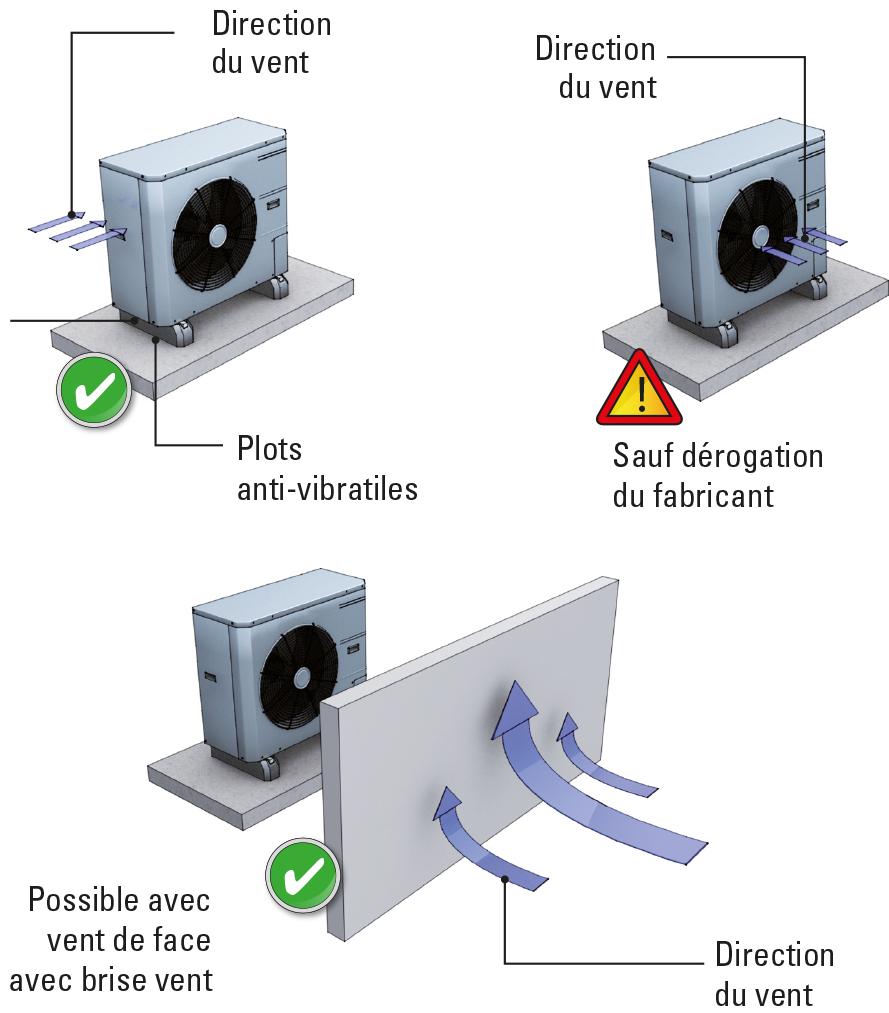 Direction
du vent
Direction
du vent
Plots
anti-vibratiles
Sauf dérogation
du fabricant
Possible avec
vent de face
avec brise vent
Direction
du vent